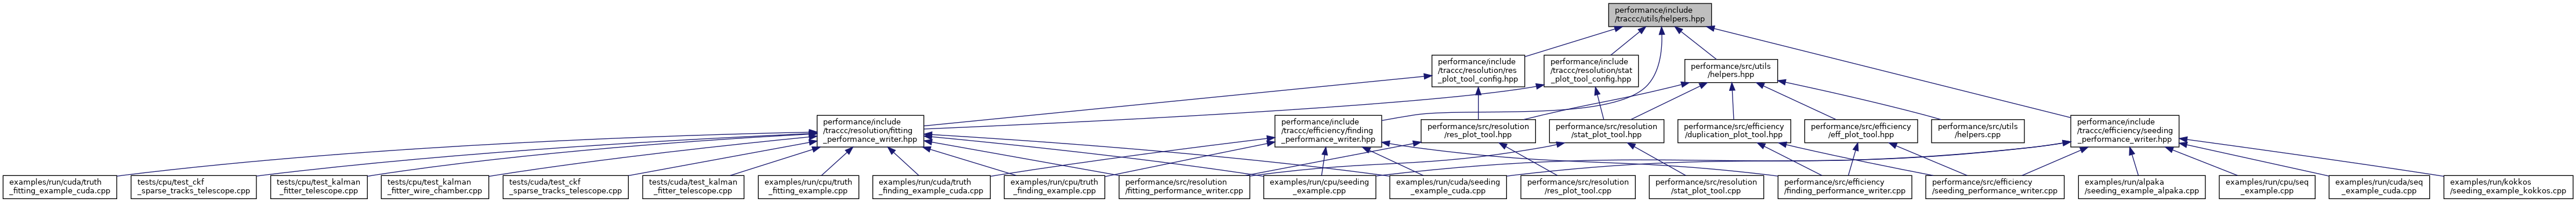 performance/include
/traccc/utils/helpers.hpp
performance/include
/traccc/resolution/res
_plot_tool_config.hpp
performance/include
/traccc/resolution/stat
_plot_tool_config.hpp
performance/src/utils
/helpers.hpp
performance/include
/traccc/resolution/fitting
_performance_writer.hpp
performance/include
/traccc/efficiency/finding
_performance_writer.hpp
performance/src/resolution
/res_plot_tool.hpp
performance/src/resolution
/stat_plot_tool.hpp
performance/src/efficiency
/duplication_plot_tool.hpp
performance/src/efficiency
/eff_plot_tool.hpp
performance/src/utils
/helpers.cpp
performance/include
/traccc/efficiency/seeding
_performance_writer.hpp
examples/run/cuda/truth
_fitting_example_cuda.cpp
tests/cpu/test_ckf
_sparse_tracks_telescope.cpp
tests/cpu/test_kalman
_fitter_telescope.cpp
tests/cpu/test_kalman
_fitter_wire_chamber.cpp
tests/cuda/test_ckf
_sparse_tracks_telescope.cpp
tests/cuda/test_kalman
_fitter_telescope.cpp
examples/run/cpu/truth
_fitting_example.cpp
examples/run/cuda/truth
_finding_example_cuda.cpp
examples/run/cpu/truth
_finding_example.cpp
performance/src/resolution
/fitting_performance_writer.cpp
examples/run/cpu/seeding
_example.cpp
examples/run/cuda/seeding
_example_cuda.cpp
performance/src/resolution
/res_plot_tool.cpp
performance/src/resolution
/stat_plot_tool.cpp
performance/src/efficiency
/finding_performance_writer.cpp
performance/src/efficiency
/seeding_performance_writer.cpp
examples/run/alpaka
/seeding_example_alpaka.cpp
examples/run/cpu/seq
_example.cpp
examples/run/cuda/seq
_example_cuda.cpp
examples/run/kokkos
/seeding_example_kokkos.cpp